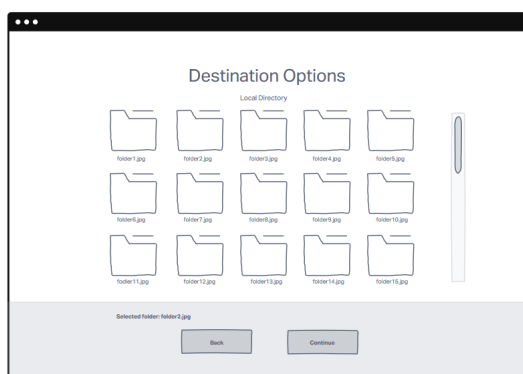 Destination Options
Local Directory
folder1.jpg folder2.jpg folder3.jpg folder4.jpg folder5.jpg
folder6.jpg folder7.jpg folder8.jpg folder9.jpg folder10.jpg
folder11.jpg folder12.jpg folder13.jpg folder14.jpg folder15.jpg
Selected folder: folder2.jpg
Back Continue